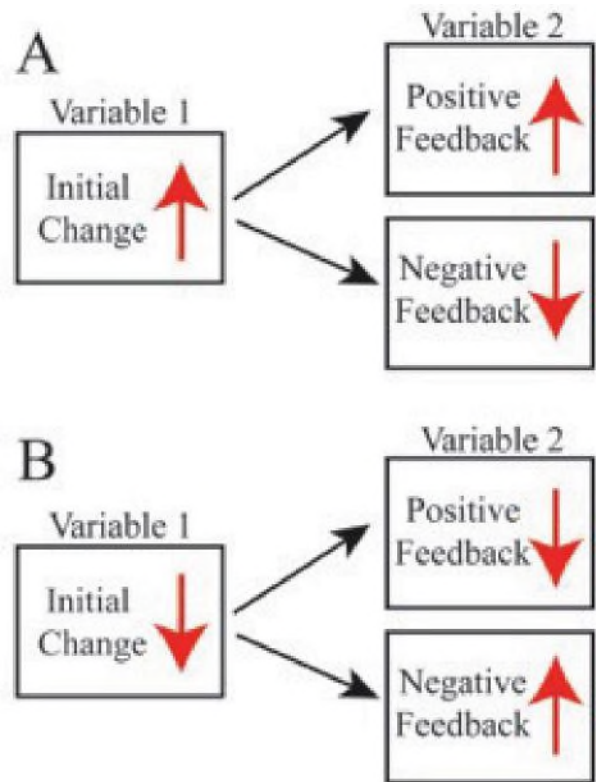 A
Variable 1
Initial
Change
Variable 2
Positive
Feedback
Negative
Feedback
B
Variable 1
Initial
Change
Variable 2
Positive
Feedback
Negative
Feedback